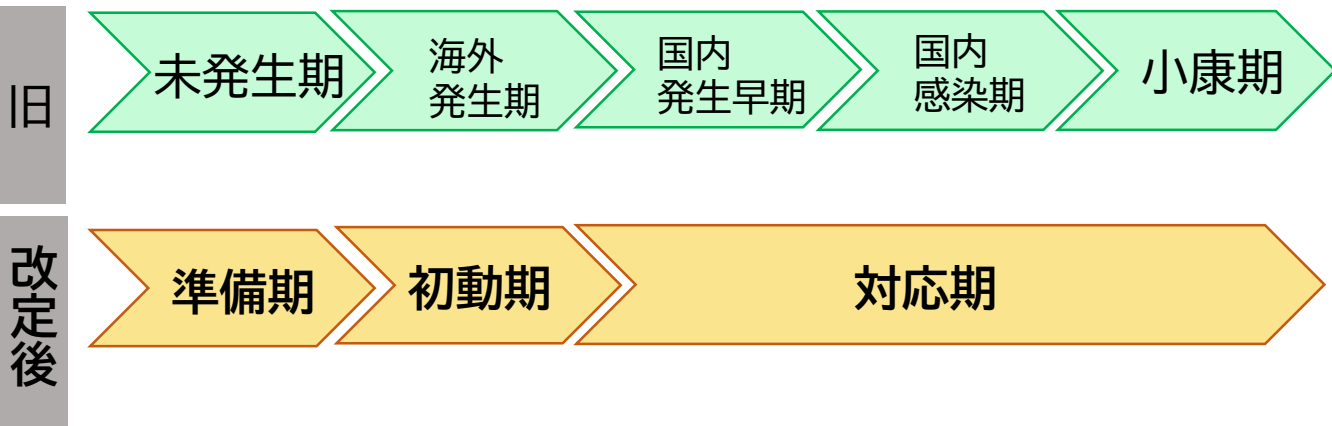 旧
未発生期
海外
発生期
国内
発生早期
国内
感染期
小康期
改定後
準備期
初動期
対応期